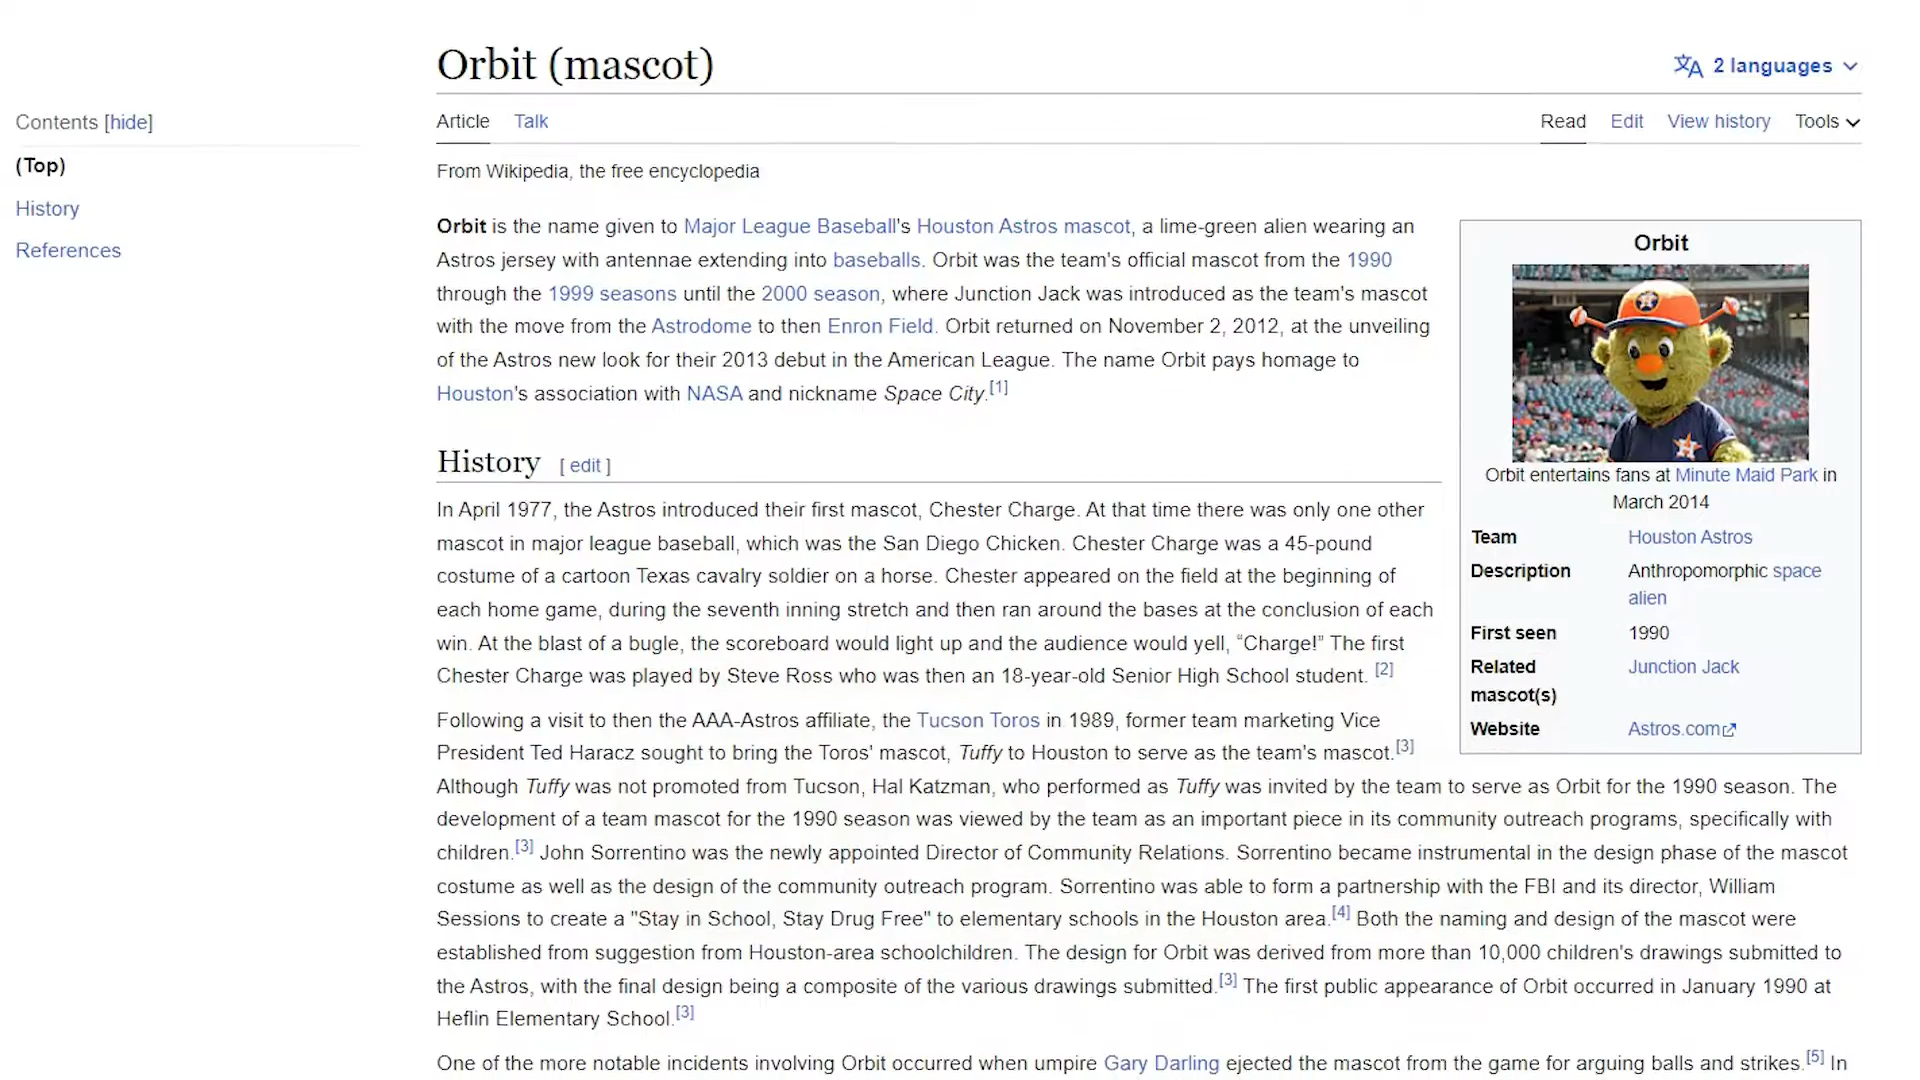 Orbit (mascot)
2 languages
Contents [hide]
(Top)
History
References
Article Talk
Read Edit View history Tools
From Wikipedia, the free encyclopedia
Orbit is the name given to Major League Baseball's Houston Astros mascot, a lime-green alien wearing an
Astros jersey with antennae extending into baseballs. Orbit was the team's official mascot from the 1990
through the 1999 seasons until the 2000 season, where Junction Jack was introduced as the team's mascot
with the move from the Astrodome to then Enron Field. Orbit returned on November 2, 2012, at the unveiling
of the Astros new look for their 2013 debut in the American League. The name Orbit pays homage to
Houston's association with NASA and nickname Space City.[1]
Orbit
Orbit entertains fans at Minute Maid Park in
March 2014
Team Houston Astros
Description Anthropomorphic space
alien
First seen 1990
Related Junction Jack
mascot(s)
Website Astros.com
History [ edit ]
In April 1977, the Astros introduced their first mascot, Chester Charge. At that time there was only one other
mascot in major league baseball, which was the San Diego Chicken. Chester Charge was a 45-pound
costume of a cartoon Texas cavalry soldier on a horse. Chester appeared on the field at the beginning of
each home game, during the seventh inning stretch and then ran around the bases at the conclusion of each
win. At the blast of a bugle, the scoreboard would light up and the audience would yell, “Charge!” The first
Chester Charge was played by Steve Ross who was then an 18-year-old Senior High School student. [2]
Following a visit to then the AAA-Astros affiliate, the Tucson Toros in 1989, former team marketing Vice
President Ted Haracz sought to bring the Toros' mascot, Tuffy to Houston to serve as the team's mascot.[3]
Although Tuffy was not promoted from Tucson, Hal Katzman, who performed as Tuffy was invited by the team to serve as Orbit for the 1990 season. The
development of a team mascot for the 1990 season was viewed by the team as an important piece in its community outreach programs, specifically with
children.[3] John Sorrentino was the newly appointed Director of Community Relations. Sorrentino became instrumental in the design phase of the mascot
costume as well as the design of the community outreach program. Sorrentino was able to form a partnership with the FBI and its director, William
Sessions to create a "Stay in School, Stay Drug Free" to elementary schools in the Houston area.[4] Both the naming and design of the mascot were
established from suggestion from Houston-area schoolchildren. The design for Orbit was derived from more than 10,000 children's drawings submitted to
the Astros, with the final design being a composite of the various drawings submitted.[3] The first public appearance of Orbit occurred in January 1990 at
Heflin Elementary School.[3]
One of the more notable incidents involving Orbit occurred when umpire Gary Darling ejected the mascot from the game for arguing balls and strikes.[5] In